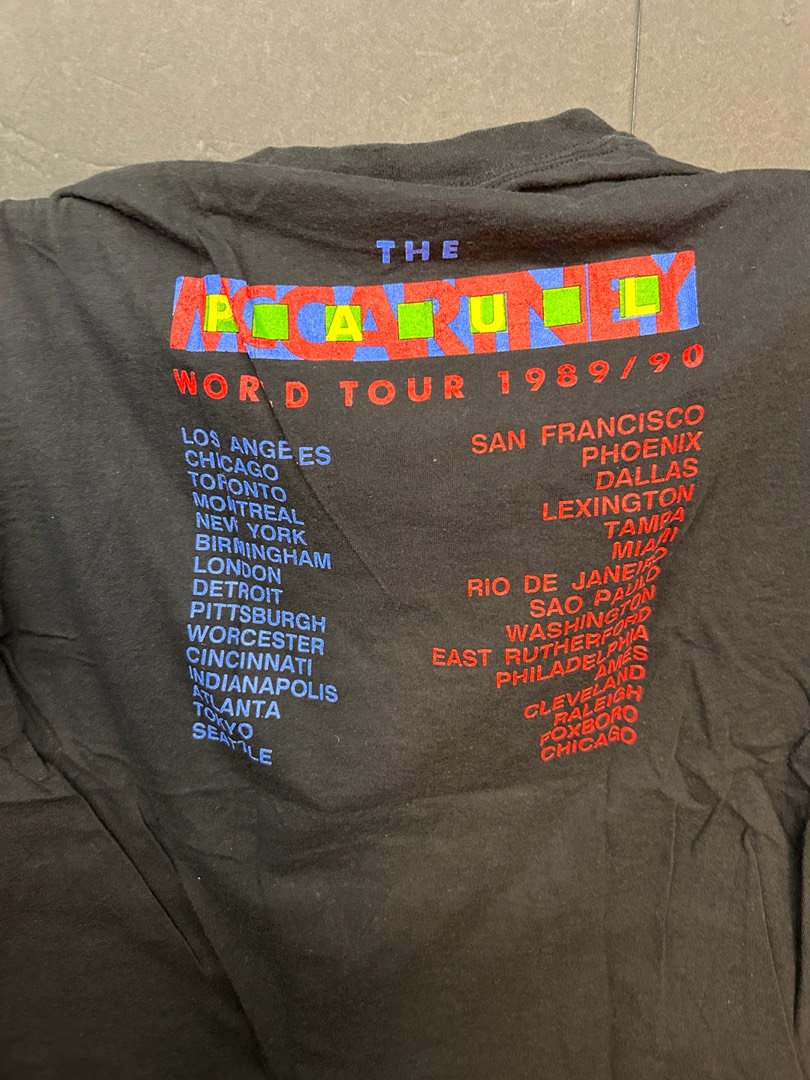 THE
McCARTNEY
P A U L
WORLD TOUR 1989/90
LOS ANGELES
CHICAGO
TORONTO
MONTREAL
NEW YORK
BIRMINGHAM
LONDON
DETROIT
PITTSBURGH
WORCESTER
CINCINNATI
INDIANAPOLIS
ATLANTA
TOKYO
SEATTLE
SAN FRANCISCO
PHOENIX
DALLAS
LEXINGTON
TAMPA
MIAMI
RIO DE JANEIRO
SAO PAULO
WASHINGTON
EAST RUTHERFORD
PHILADELPHIA
AMES
CLEVELAND
RALEIGH
FOXBORO
CHICAGO